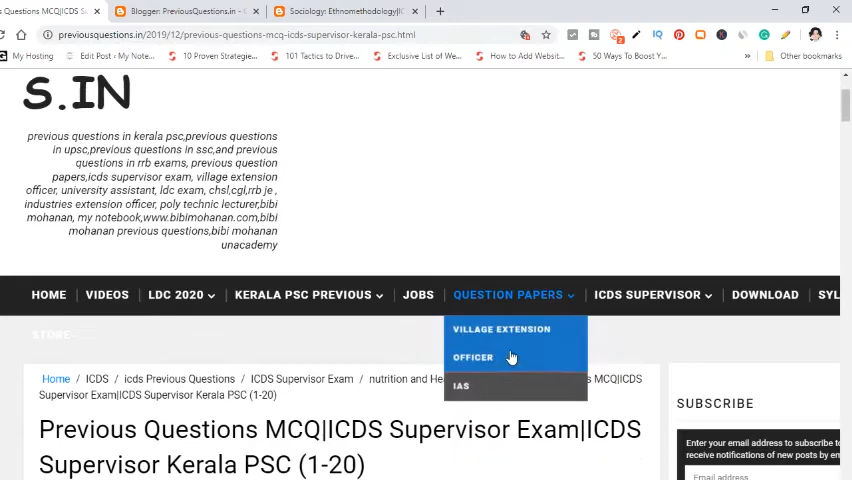 s Questions MCQ|ICDS S
Blogger: PreviousQuestions.in -
Sociology: Ethnomethodology|
previousquestions.in/2019/12/previous-questions-mcq-icds-supervisor-kerala-psc.html
My Hosting
Edit Post ‹ My Note...
10 Proven Strategie...
101 Tactics to Drive...
Exclusive List of We...
How to Add Website...
50 Ways To Boost Y...
»
Other bookmarks
S.IN
previous questions in kerala psc,previous questions
in upsc,previous questions in ssc,and previous
questions in rrb exams, previous question
papers,icds supervisor exam, village extension
officer, university assistant, ldc exam, chsl,cgl,rrb je ,
industries extension officer, poly technic lecturer,bibi
mohanan, my notebook,www.bibimohanan.com,bibi
mohanan previous questions,bibi mohanan
unacademy
HOME VIDEOS LDC 2020 KERALA PSC PREVIOUS JOBS QUESTION PAPERS ICDS SUPERVISOR DOWNLOAD SYL
STORE
VILLAGE EXTENSION
OFFICER
IAS
Home / ICDS / icds Previous Questions / ICDS Supervisor Exam / nutrition and He s MCQ|ICDS
Supervisor Exam|ICDS Supervisor Kerala PSC (1-20)
Previous Questions MCQ|ICDS Supervisor Exam|ICDS
Supervisor Kerala PSC (1-20)
SUBSCRIBE
Enter your email address to subscribe to
receive notifications of new posts by em
Email address